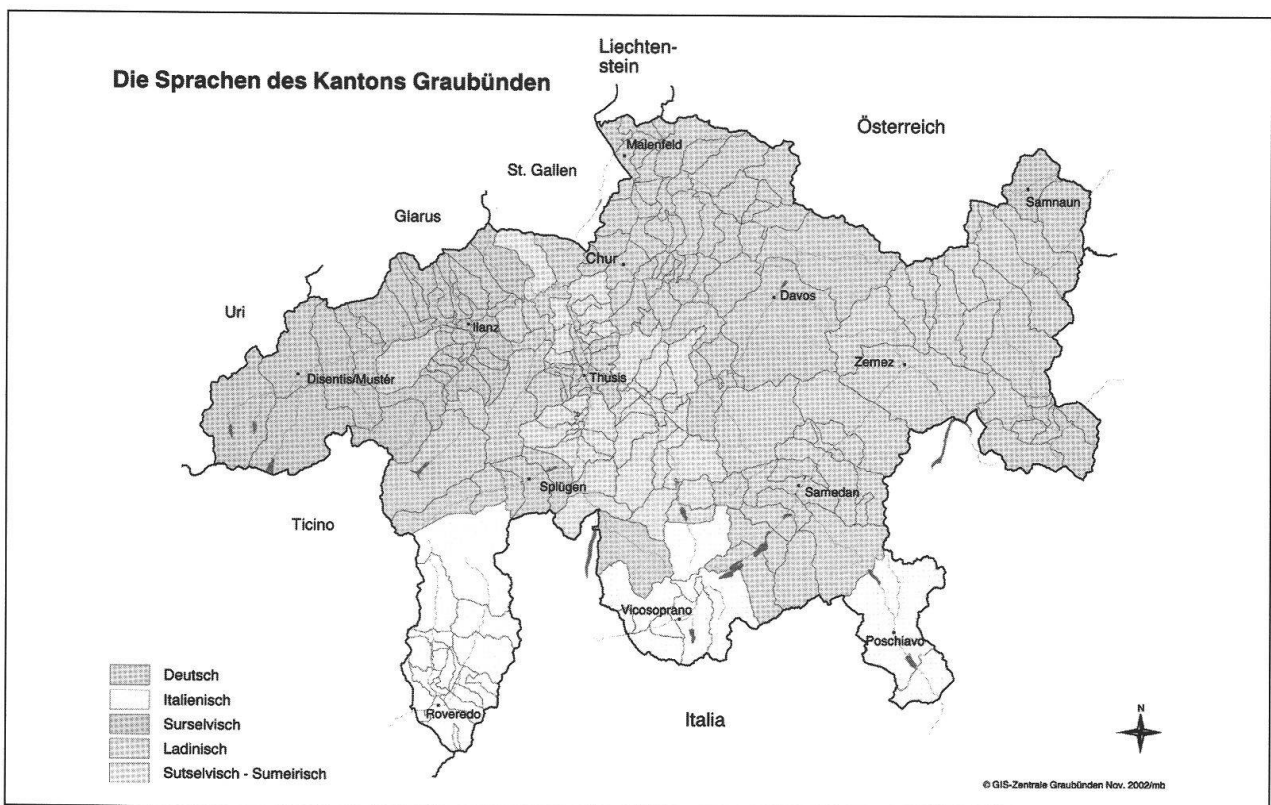 Die Sprachen des Kantons Graubünden
Liechten-
stein
Österreich
Maienfeld
St. Gallen
Samnaun
Glarus
Chur
Davos
Uri
Ilanz
Zernez
Disentis/Mustér
Thusis
Splügen
Samedan
Ticino
Vicosoprano
Poschiavo
Roveredo
Italia
Deutsch
Italienisch
Surselvisch
Ladinisch
Sutselvisch - Sumeirisch
N
© GIS-Zentrale Graubünden Nov. 2002/mb